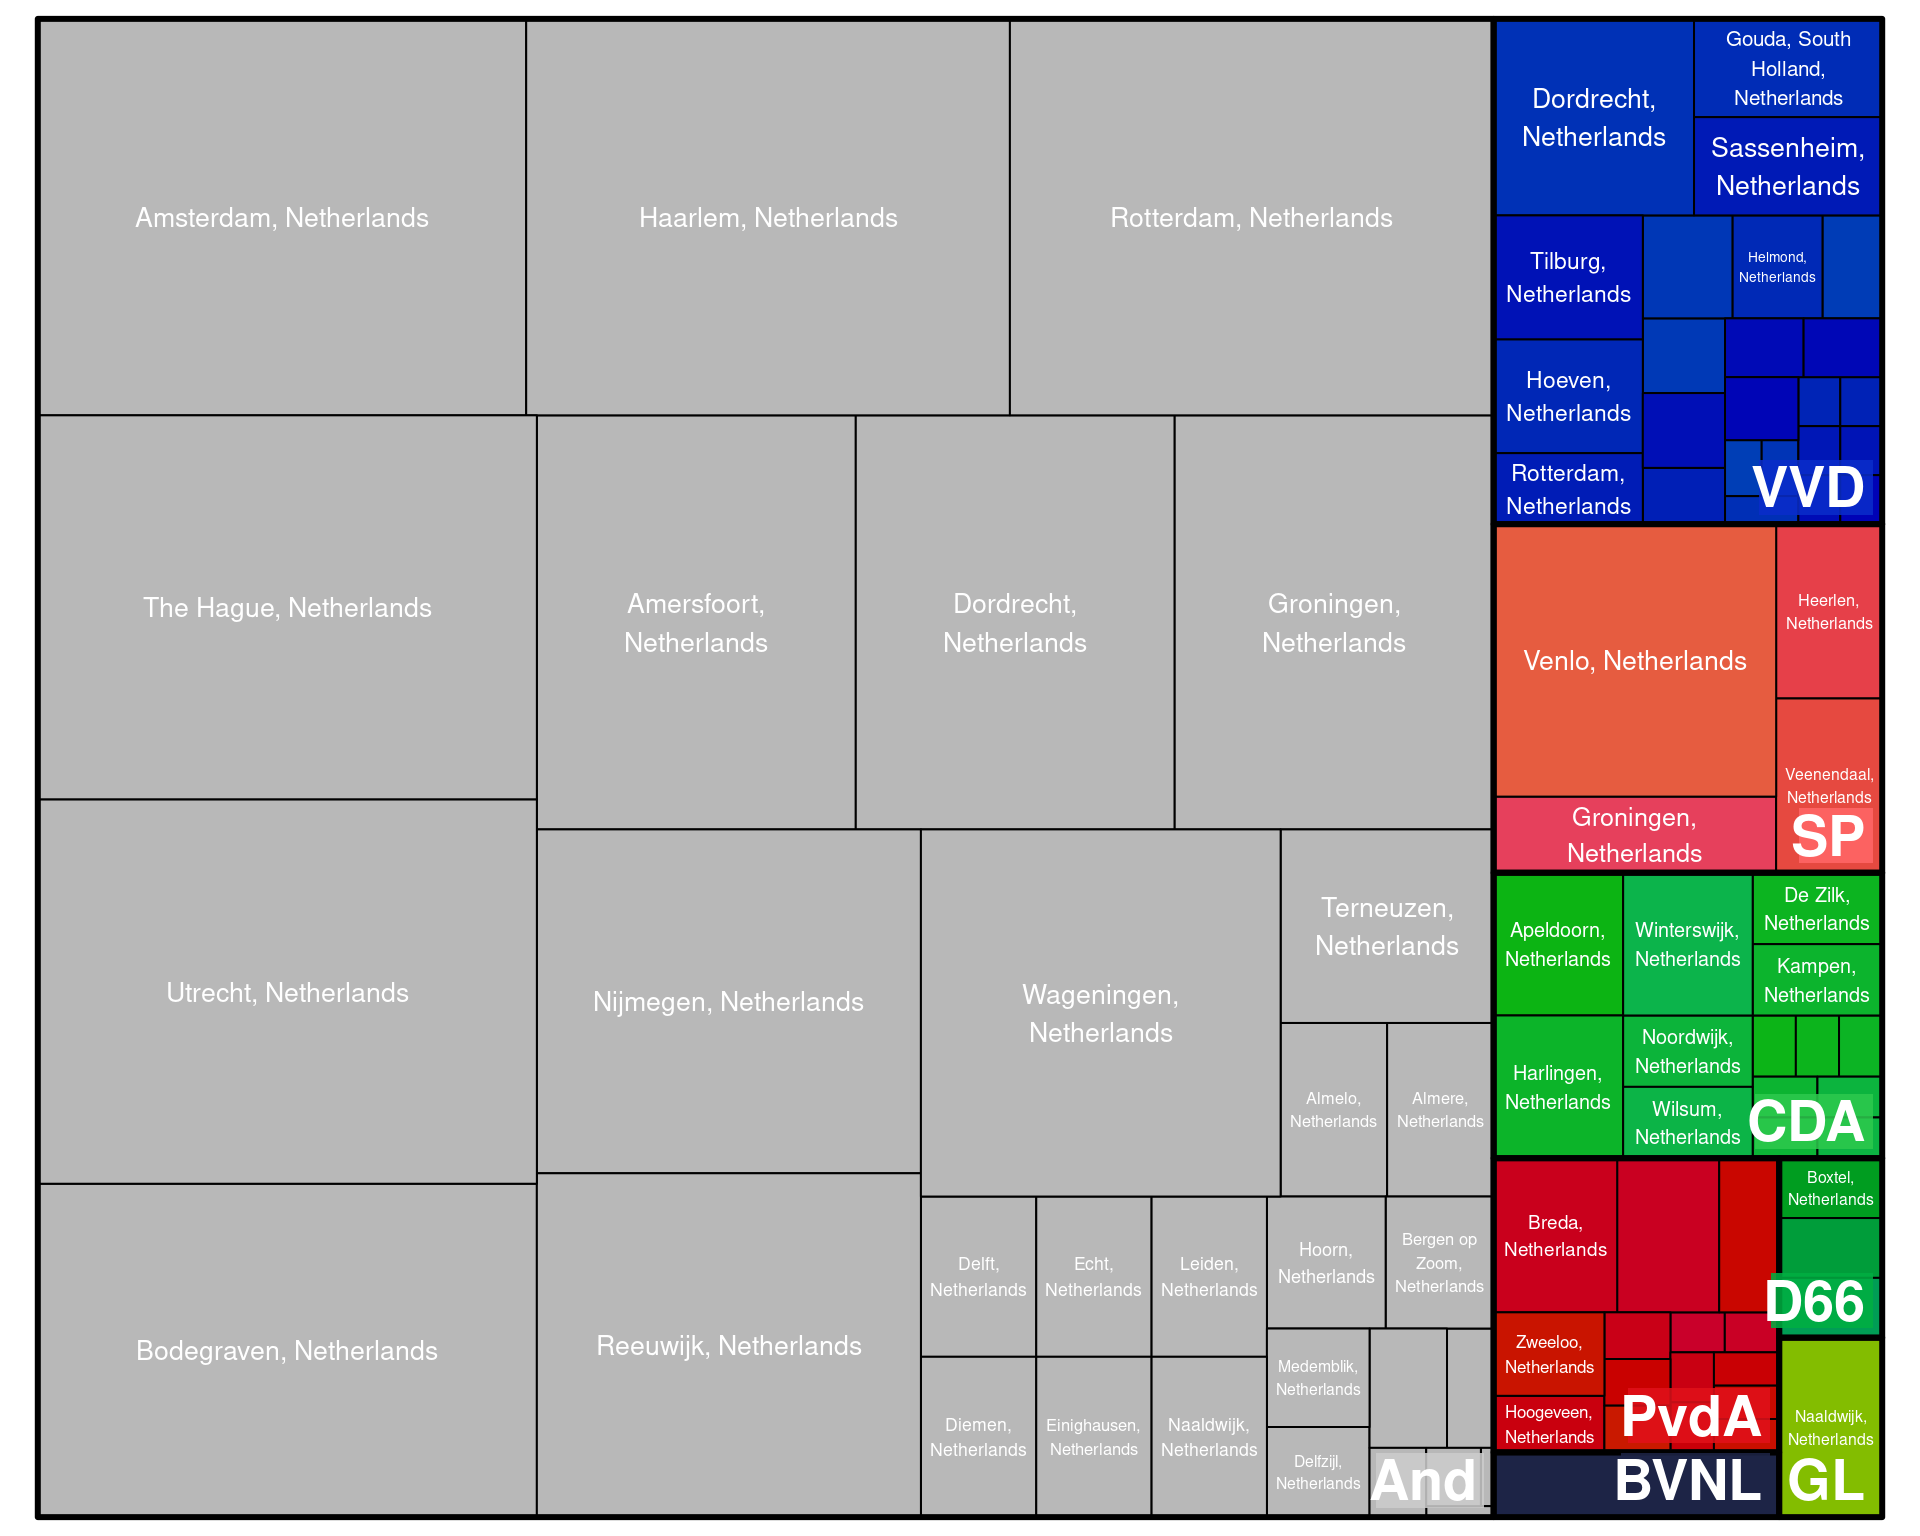 Amsterdam, Netherlands
Haarlem, Netherlands
Rotterdam, Netherlands
The Hague, Netherlands
Amersfoort,
Netherlands
Dordrecht,
Netherlands
Groningen,
Netherlands
Utrecht, Netherlands
Nijmegen, Netherlands
Wageningen,
Netherlands
Terneuzen,
Netherlands
Almelo,
Netherlands
Almere,
Netherlands
Bodegraven, Netherlands
Reeuwijk, Netherlands
Delft,
Netherlands
Echt,
Netherlands
Leiden,
Netherlands
Hoorn,
Netherlands
Bergen op
Zoom,
Netherlands
Diemen,
Netherlands
Einighausen,
Netherlands
Naaldwijk,
Netherlands
Medemblik,
Netherlands
Delfzijl,
Netherlands
And
Dordrecht,
Netherlands
Gouda, South
Holland,
Netherlands
Sassenheim,
Netherlands
Tilburg,
Netherlands
Helmond,
Netherlands
Hoeven,
Netherlands
Rotterdam,
Netherlands
VVD
Venlo, Netherlands
Heerlen,
Netherlands
Veenendaal,
Netherlands
Groningen,
Netherlands
SP
Apeldoorn,
Netherlands
Winterswijk,
Netherlands
De Zilk,
Netherlands
Kampen,
Netherlands
Harlingen,
Netherlands
Noordwijk,
Netherlands
Wilsum,
Netherlands
CDA
Breda,
Netherlands
Zweeloo,
Netherlands
Hoogeveen,
Netherlands
PvdA
Boxtel,
Netherlands
D66
BVNL
Naaldwijk,
Netherlands
GL